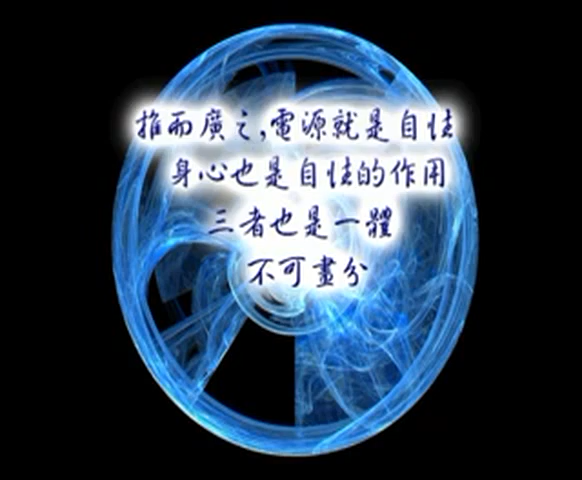 推而廣之,電源就是自性
身心也是自性的作用
三者也是一體
不可畫分